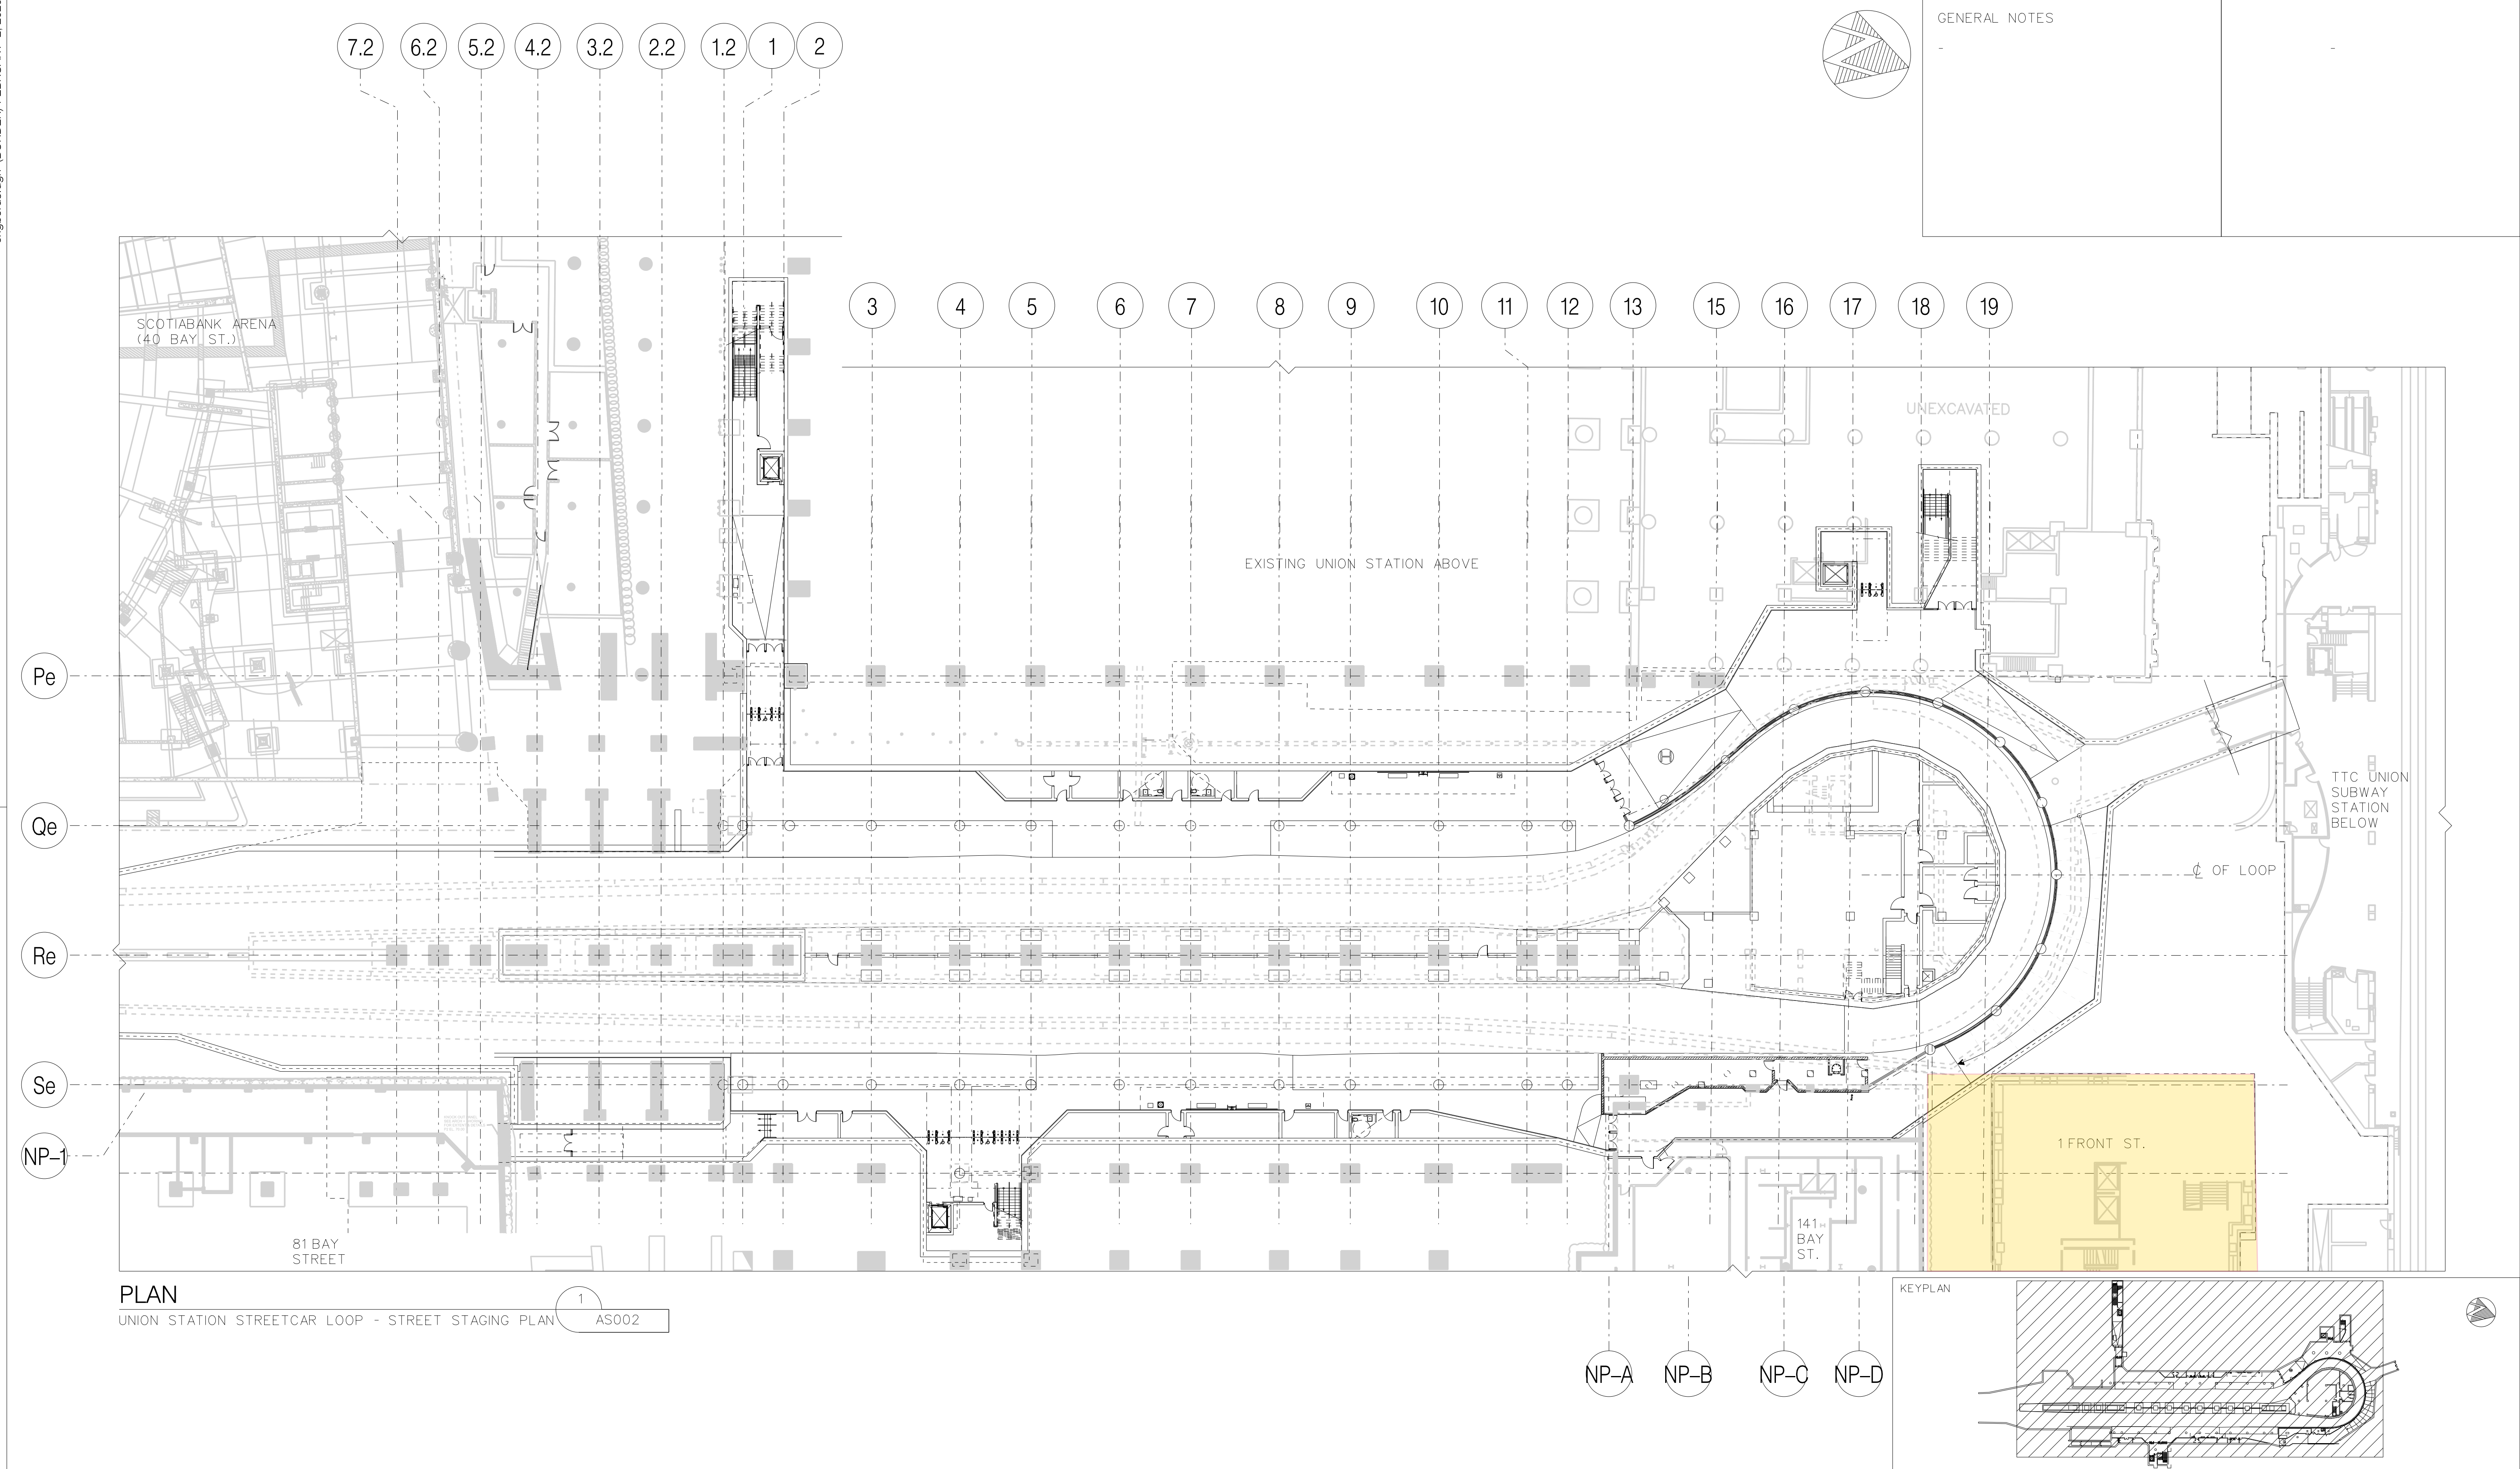 GENERAL NOTES
-
-
7.2
6.2
5.2
4.2
3.2
2.2
1.2
1
2
3
4
5
6
7
8
9
10
11
12
13
15
16
17
18
19
SCOTIABANK ARENA
(40 BAY ST.)
UNEXCAVATED
EXISTING UNION STATION ABOVE
Pe
Qe
Re
Se
NP-1
TTC UNION
SUBWAY
STATION
BELOW
℄ OF LOOP
1 FRONT ST.
141
BAY
ST.
81 BAY
STREET
PLAN
UNION STATION STREETCAR LOOP - STREET STAGING PLAN
1
AS002
NP-A
NP-B
NP-C
NP-D
KEYPLAN